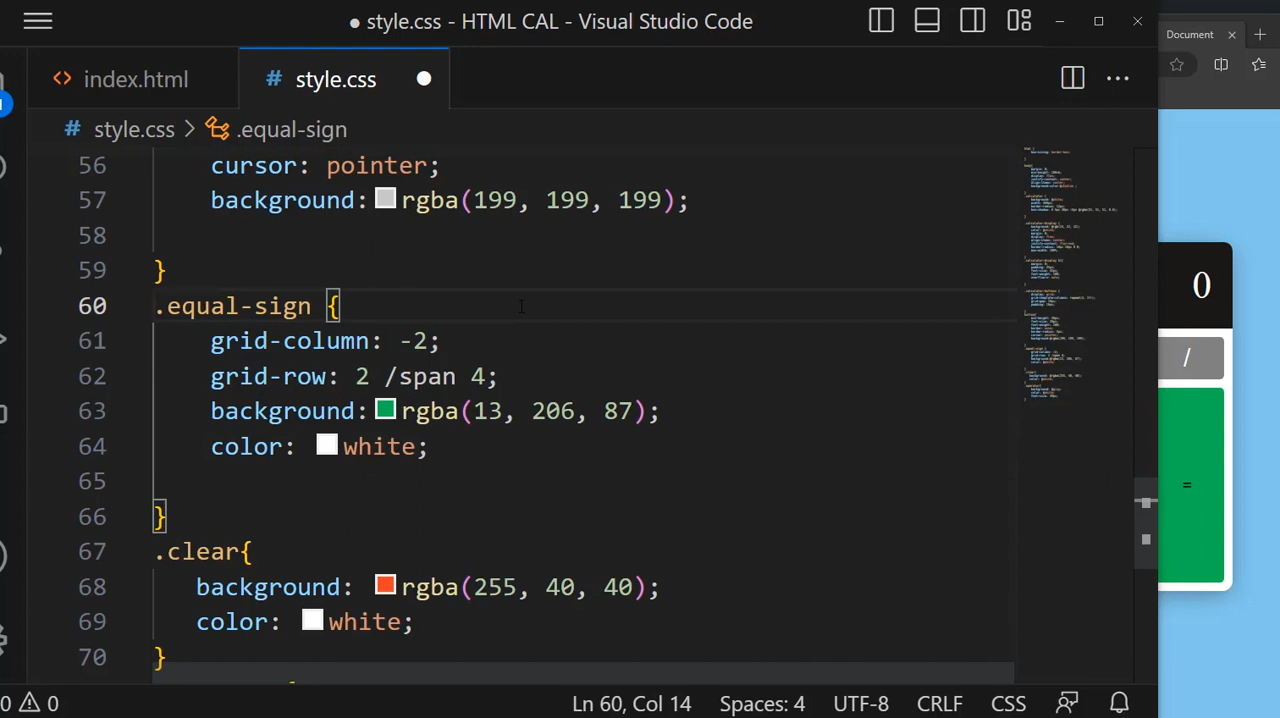 style.css - HTML CAL - Visual Studio Code
Document
index.html
# style.css
# style.css > .equal-sign
56 cursor: pointer;
57 background: rgba(199, 199, 199);
58
59 }
60 .equal-sign {
61 grid-column: -2;
62 grid-row: 2 /span 4;
63 background: rgba(13, 206, 87);
64 color: white;
65
66 }
67 .clear{
68 background: rgba(255, 40, 40);
69 color: white;
70 }
0
/
=
0 0
Ln 60, Col 14
Spaces: 4
UTF-8
CRLF
CSS